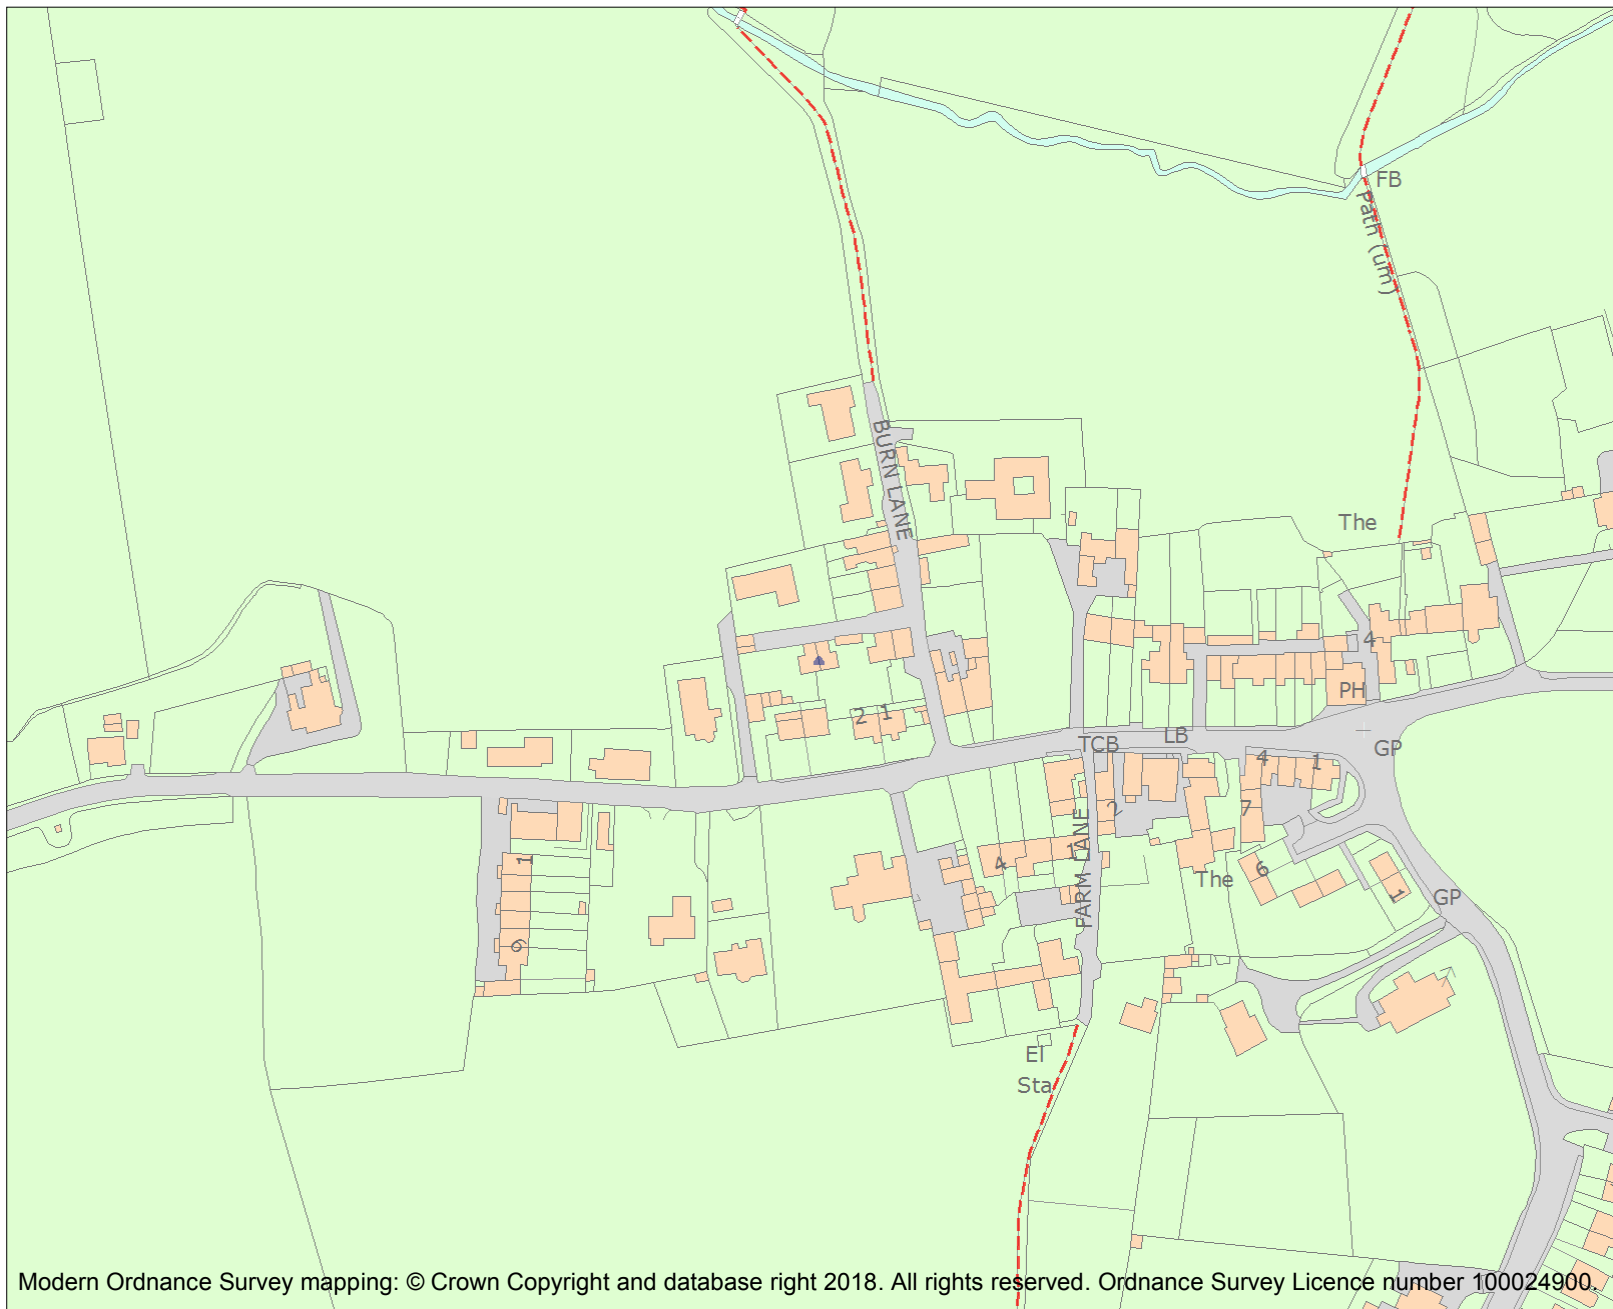 FB
Path (um)
BURN LANE
The
4
PH
2 1
TCB
LB
GP
4
1
2
7
1
FARM LANE
1
4
The
6
1
GP
6
El
Sta
Modern Ordnance Survey mapping: © Crown Copyright and database right 2018. All rights reserved. Ordnance Survey Licence number 100024900.